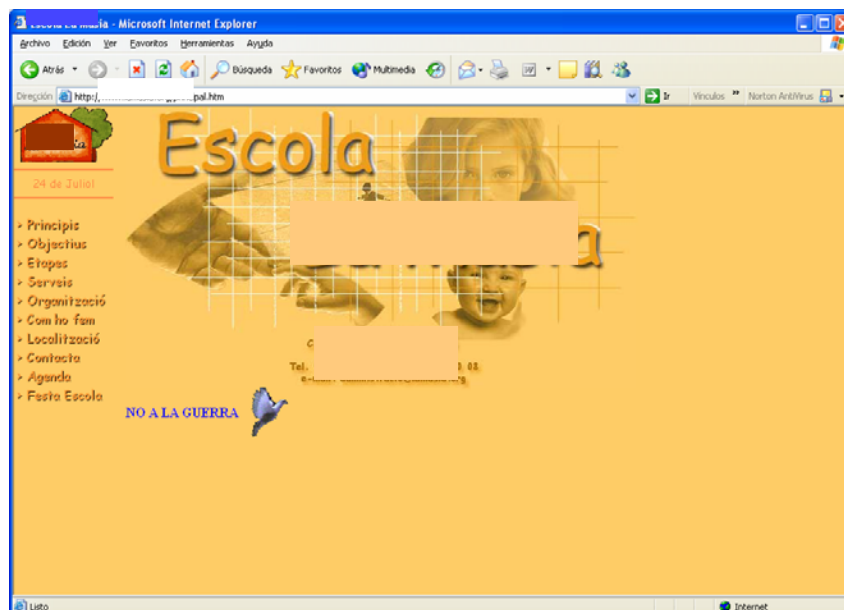 - Microsoft Internet Explorer
Archivo Edición Ver Favoritos Herramientas Ayuda
Atrás Búsqueda Favoritos Multimedia
Dirección http:/ pal.htm Ir Vínculos » Norton AntiVirus
Escola
24 de Juliol
> Principis
> Objectius
> Etapes
> Serveis
> Organització
> Com ho fem
> Localització
> Contacta
> Agenda
> Festa Escola
Tel. 08
NO A LA GUERRA
Listo Internet